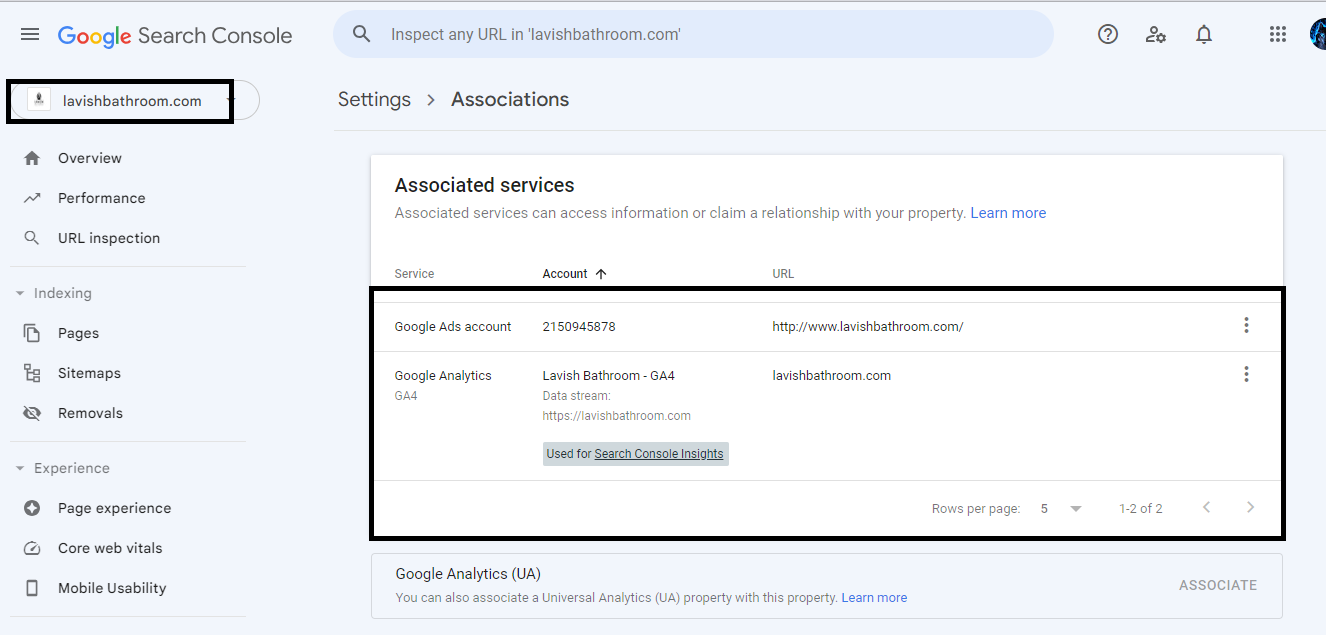 Google Search Console
Inspect any URL in 'lavishbathroom.com'
lavishbathroom.com
Overview
Performance
URL inspection
Indexing
Pages
Sitemaps
Removals
Experience
Page experience
Core web vitals
Mobile Usability
Settings > Associations
Associated services
Associated services can access information or claim a relationship with your property. Learn more
Service Account URL
Google Ads account 2150945878 http://www.lavishbathroom.com/
Google Analytics Lavish Bathroom - GA4 lavishbathroom.com
GA4 Data stream:
https://lavishbathroom.com
Used for Search Console Insights
Rows per page: 5 1-2 of 2
Google Analytics (UA)
ASSOCIATE
You can also associate a Universal Analytics (UA) property with this property. Learn more